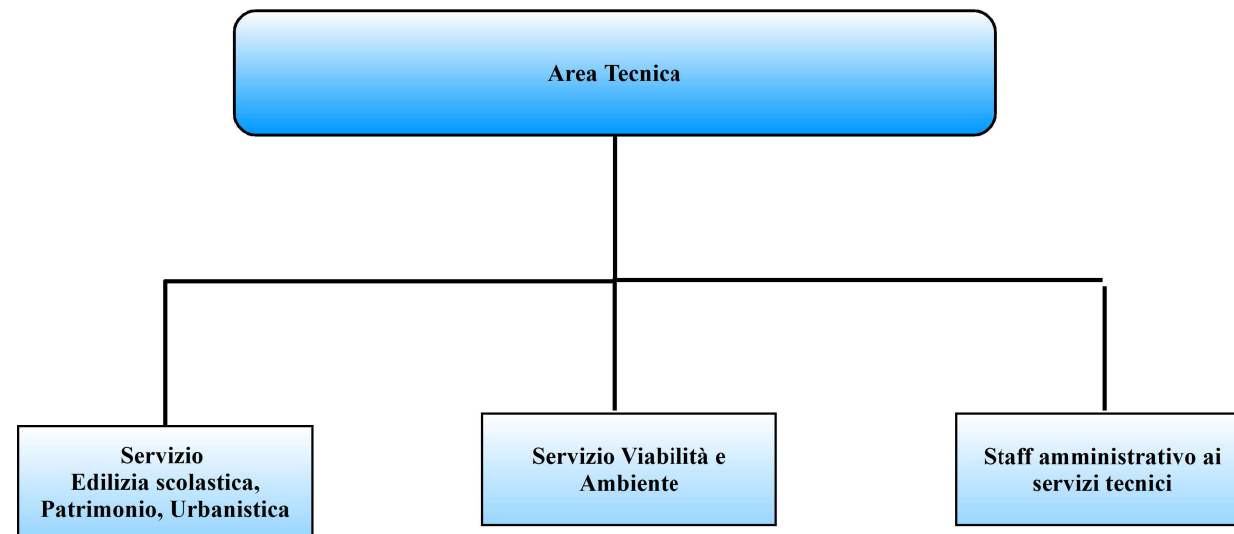 Area Tecnica
Servizio
Edilizia scolastica,
Patrimonio, Urbanistica
Servizio Viabilità e
Ambiente
Staff amministrativo ai
servizi tecnici